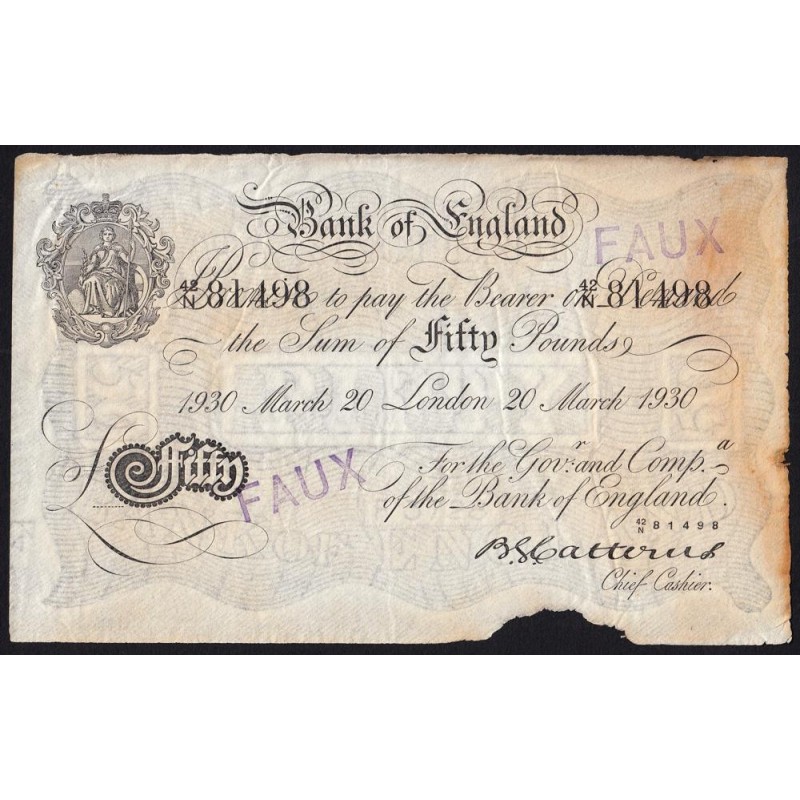 Bank of England
FAUX
42/N 81498 to pay the Bearer on Demand 42/N 81498
the Sum of Fifty Pounds
1930 March 20 London 20 March 1930
£ Fifty
FAUX
For the Govr. and Compa.
of the Bank of England.
42/N 81498
B.G. Catterns
Chief Cashier.